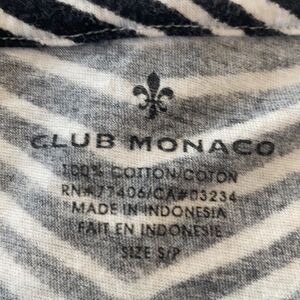 CLUB MONACO
100% COTTON/COTON
RN#77406/CA#03234
MADE IN INDONESIA
FAIT EN INDONESIE
SIZE S/P